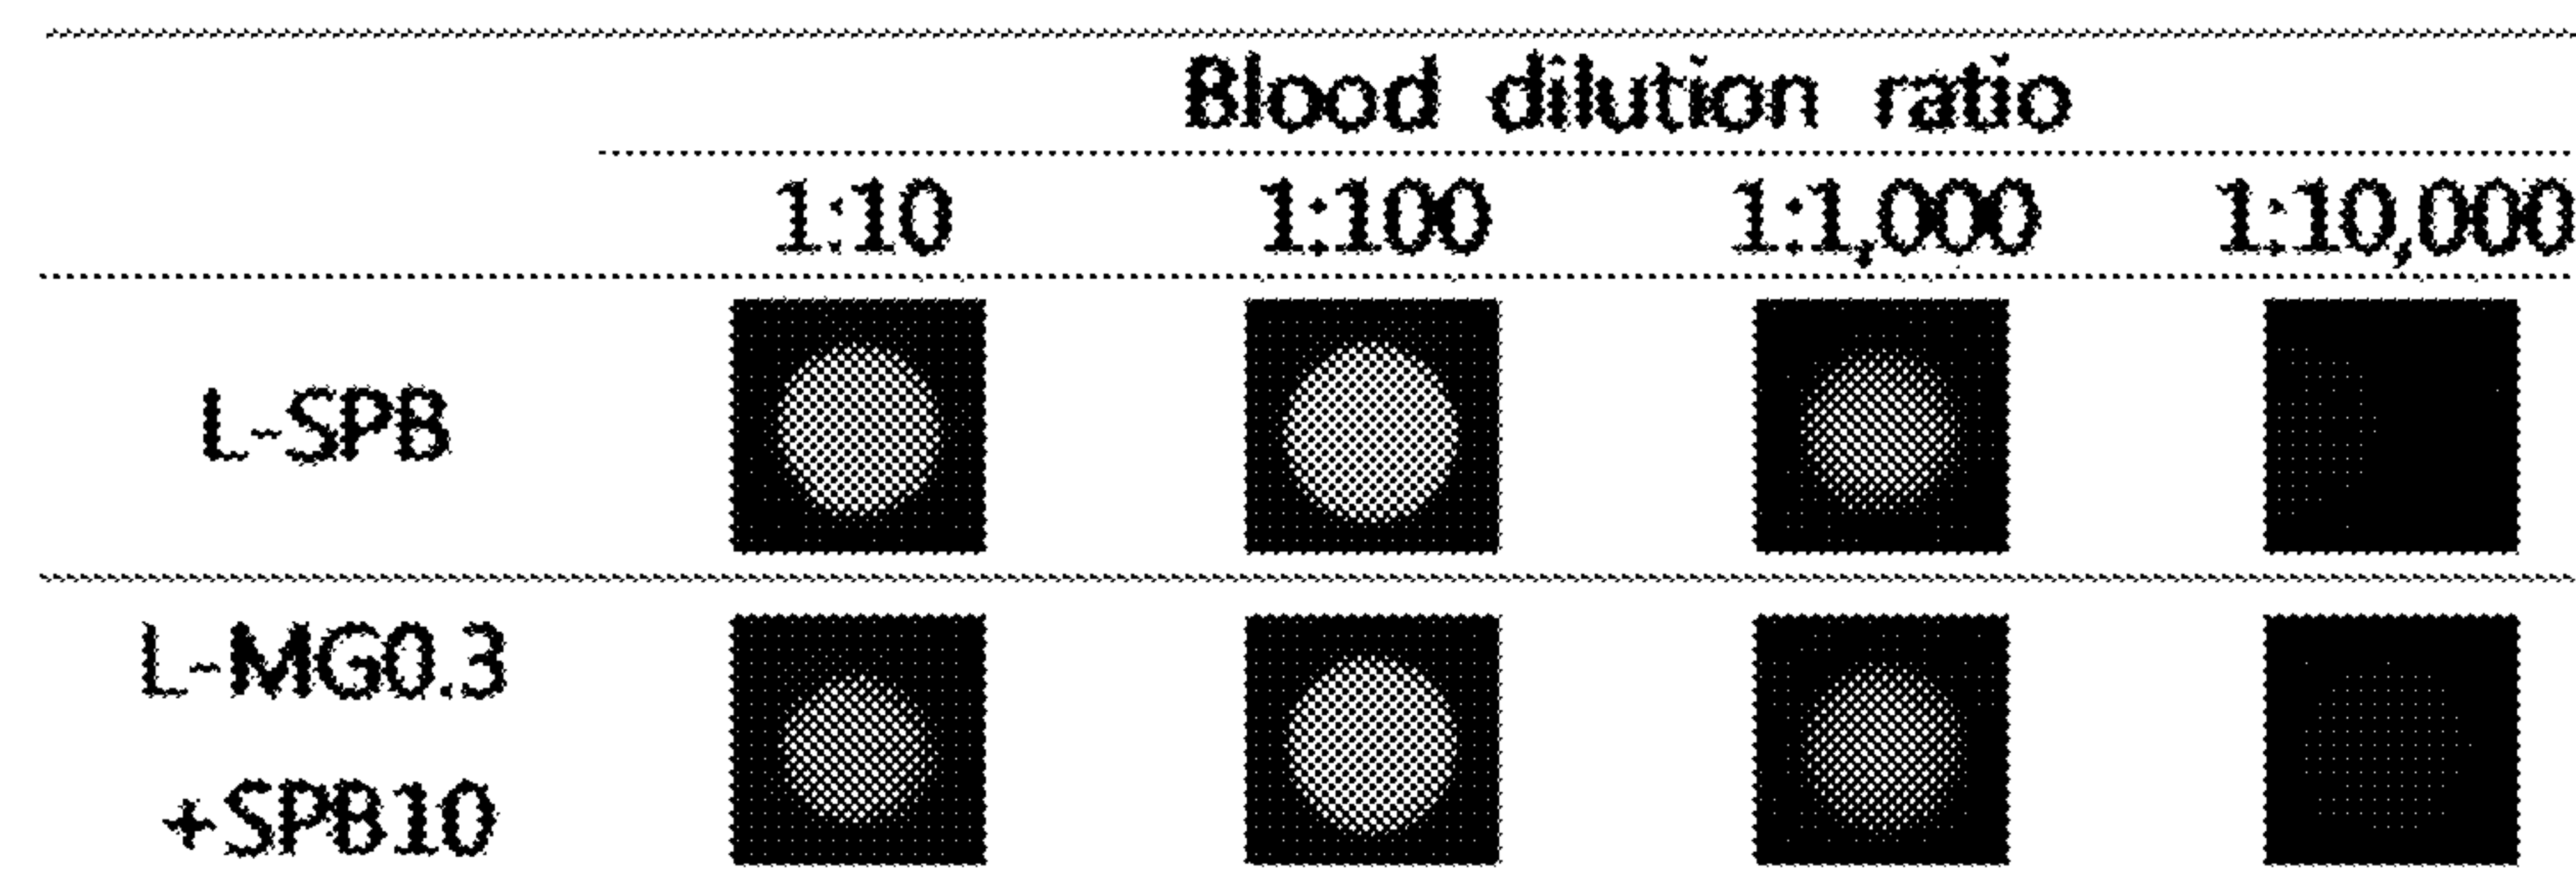 Blood dilution ratio
1:10 1:100 1:1,000 1:10,000
L-SPB
L-MG0.3
+SPB10